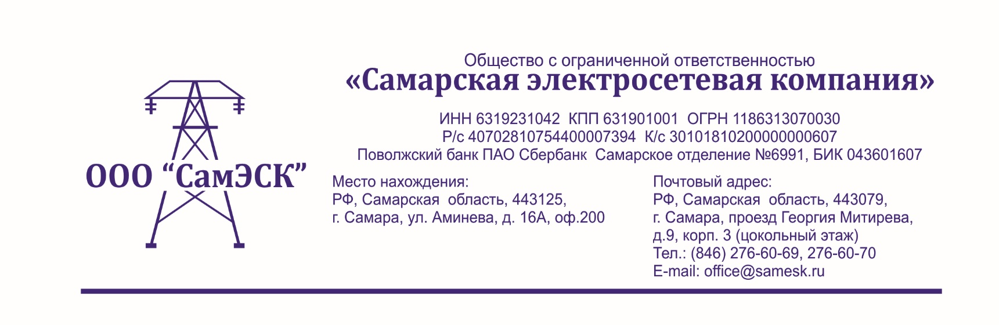 ООО “СамЭСК”
Общество с ограниченной ответственностью
«Самарская электросетевая компания»
ИНН 6319231042 КПП 631901001 ОГРН 1186313070030
Р/с 40702810754400007394 К/с 30101810200000000607
Поволжский банк ПАО Сбербанк Самарское отделение №6991, БИК 043601607
Место нахождения:
РФ, Самарская область, 443125,
г. Самара, ул. Аминева, д. 16А, оф.200
Почтовый адрес:
РФ, Самарская область, 443079,
г. Самара, проезд Георгия Митирева,
д.9, корп. 3 (цокольный этаж)
Тел.: (846) 276-60-69, 276-60-70
E-mail: office@samesk.ru